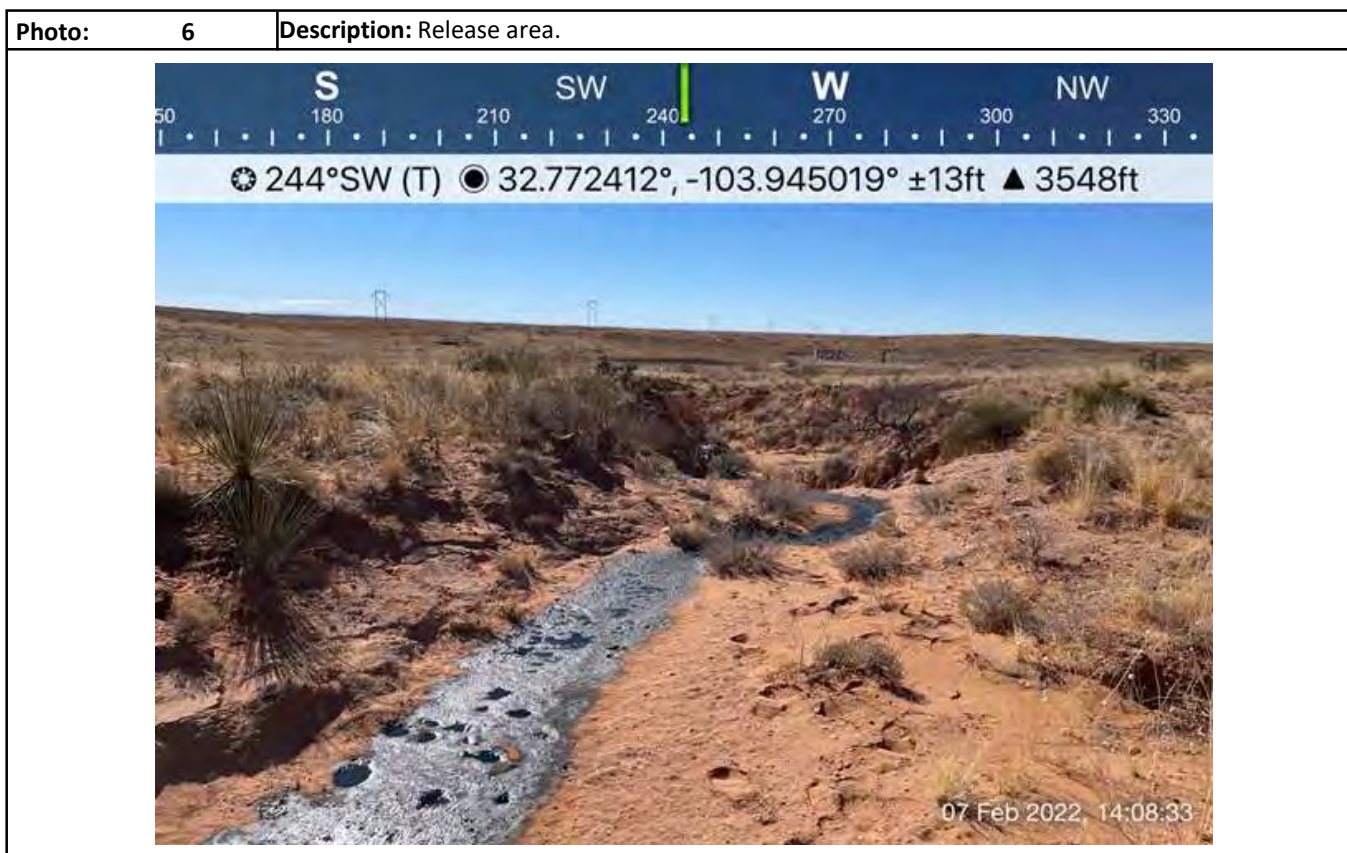 Photo: 6 Description: Release area.
S SW W NW
50 180 210 240 270 300 330
244°SW (T) 32.772412°, -103.945019° ±13ft ▲ 3548ft
07 Feb 2022, 14:08:33